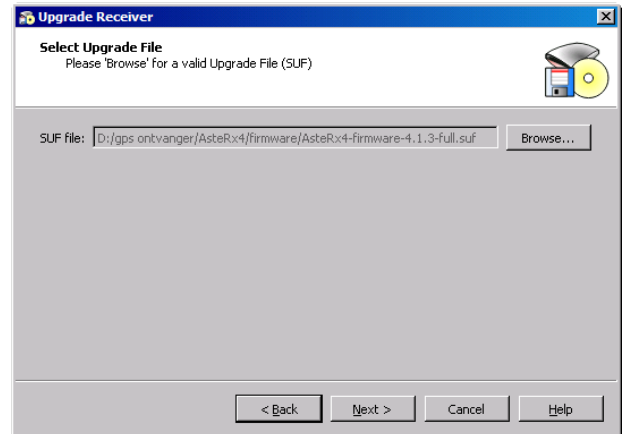 Upgrade Receiver
Select Upgrade File
Please 'Browse' for a valid Upgrade File (SUF)
SUF file: D:/gps ontvanger/AsteRx4/firmware/AsteRx4-firmware-4.1.3-full.suf Browse...
< Back Next > Cancel Help